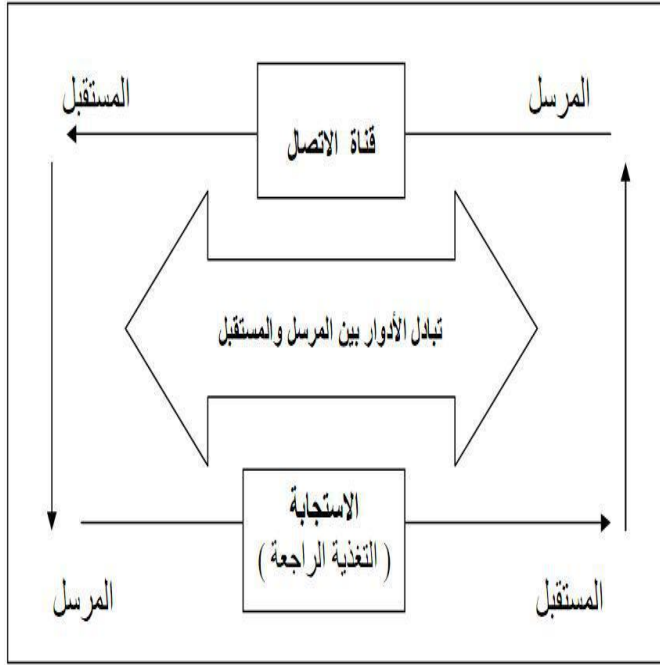 المرسل
قناة الاتصال
المستقبل
تبادل الأدوار بين المرسل والمستقبل
المستقبل
الاستجابة
( التغذية الراجعة )
المرسل